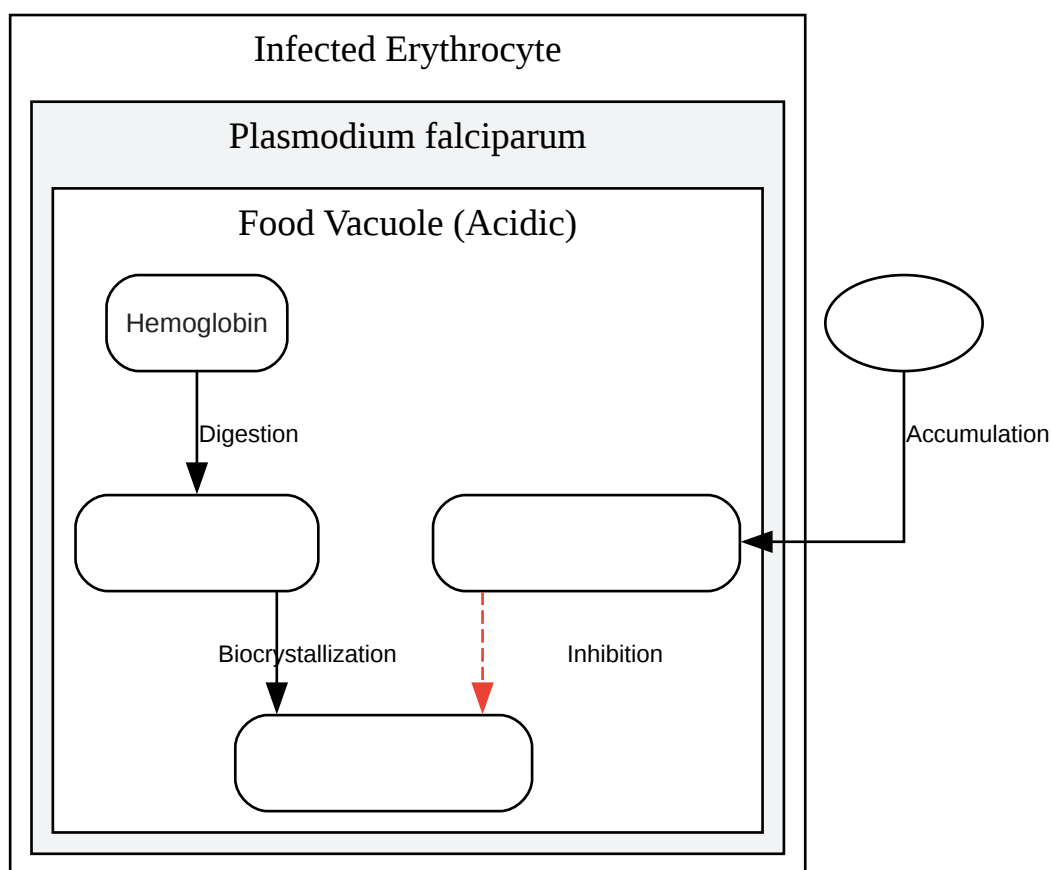 Infected Erythrocyte
Plasmodium falciparum
Food Vacuole (Acidic)
Hemoglobin
Digestion
Accumulation
Biocrystallization
Inhibition